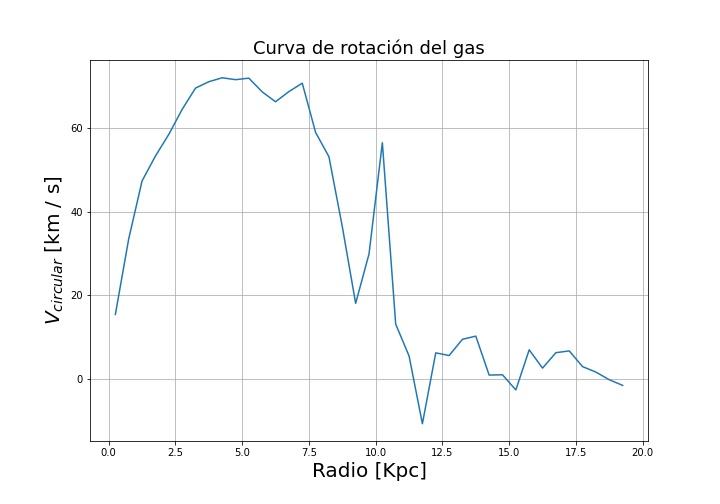 Curva de rotación del gas
V_circular [km / s]
60
40
20
0
0.0 2.5 5.0 7.5 10.0 12.5 15.0 17.5 20.0
Radio [Kpc]